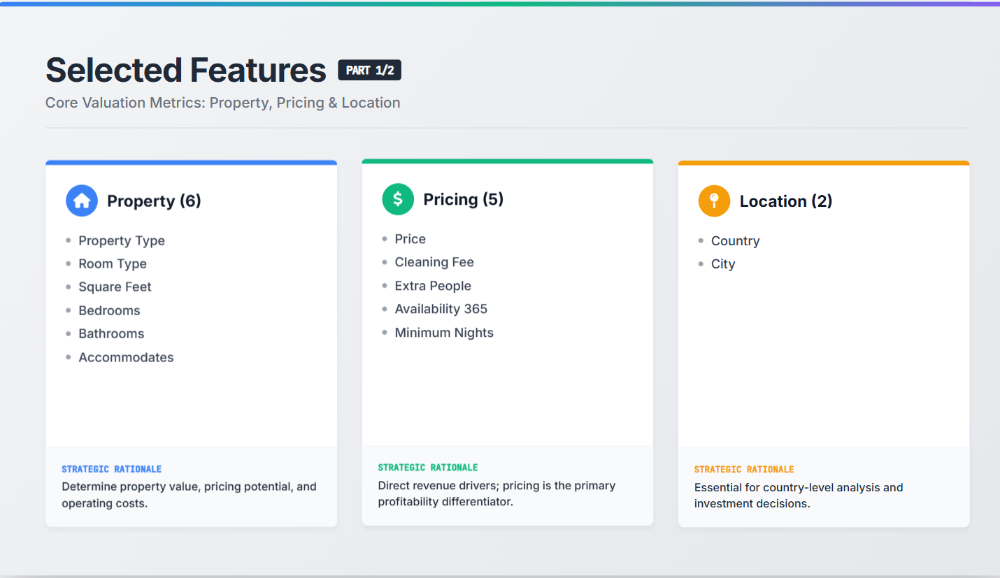 Selected Features PART 1/2
Core Valuation Metrics: Property, Pricing & Location
Property (6)
Property Type
Room Type
Square Feet
Bedrooms
Bathrooms
Accommodates
STRATEGIC RATIONALE
Determine property value, pricing potential, and
operating costs.
Pricing (5)
Price
Cleaning Fee
Extra People
Availability 365
Minimum Nights
STRATEGIC RATIONALE
Direct revenue drivers; pricing is the primary
profitability differentiator.
Location (2)
Country
City
STRATEGIC RATIONALE
Essential for country-level analysis and
investment decisions.